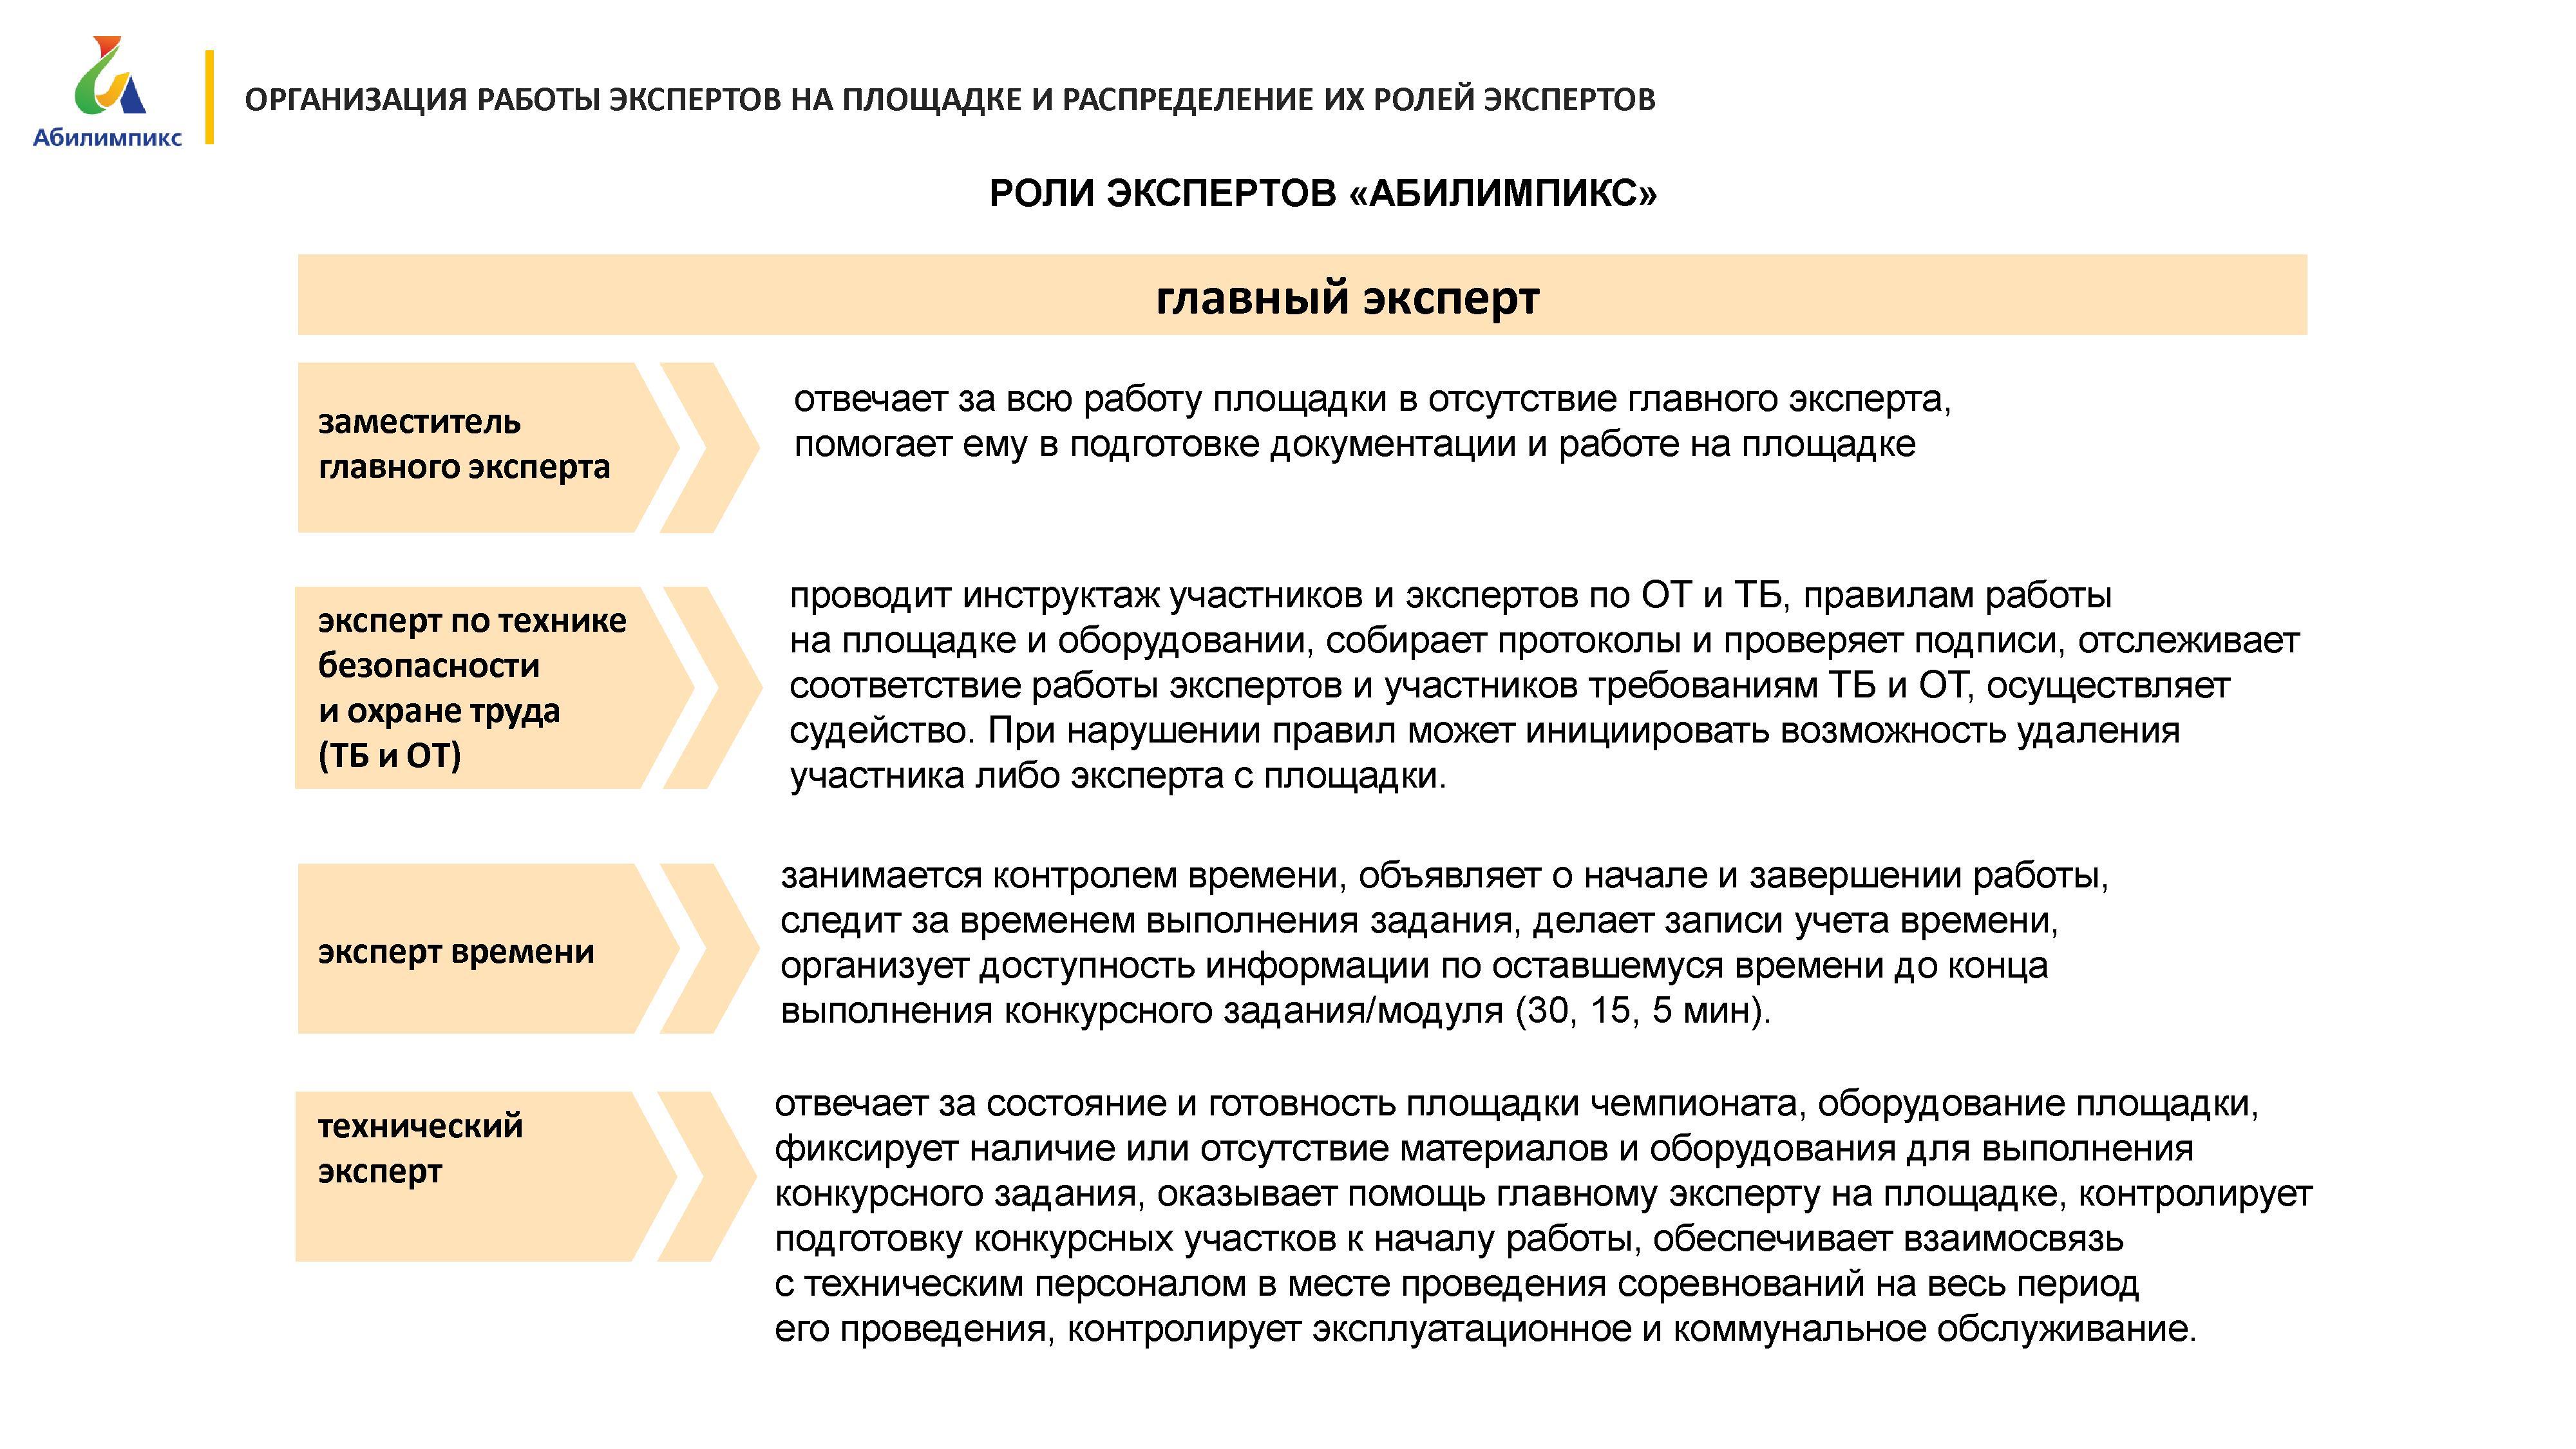 Абилимпикс
ОРГАНИЗАЦИЯ РАБОТЫ ЭКСПЕРТОВ НА ПЛОЩАДКЕ И РАСПРЕДЕЛЕНИЕ ИХ РОЛЕЙ ЭКСПЕРТОВ
РОЛИ ЭКСПЕРТОВ «АБИЛИМПИКС»
главный эксперт
заместитель
главного эксперта
отвечает за всю работу площадки в отсутствие главного эксперта,
помогает ему в подготовке документации и работе на площадке
эксперт по технике
безопасности
и охране труда
(ТБ и ОТ)
проводит инструктаж участников и экспертов по ОТ и ТБ, правилам работы
на площадке и оборудовании, собирает протоколы и проверяет подписи, отслеживает
соответствие работы экспертов и участников требованиям ТБ и ОТ, осуществляет
судейство. При нарушении правил может инициировать возможность удаления
участника либо эксперта с площадки.
эксперт времени
занимается контролем времени, объявляет о начале и завершении работы,
следит за временем выполнения задания, делает записи учета времени,
организует доступность информации по оставшемуся времени до конца
выполнения конкурсного задания/модуля (30, 15, 5 мин).
технический
эксперт
отвечает за состояние и готовность площадки чемпионата, оборудование площадки,
фиксирует наличие или отсутствие материалов и оборудования для выполнения
конкурсного задания, оказывает помощь главному эксперту на площадке, контролирует
подготовку конкурсных участков к началу работы, обеспечивает взаимосвязь
с техническим персоналом в месте проведения соревнований на весь период
его проведения, контролирует эксплуатационное и коммунальное обслуживание.